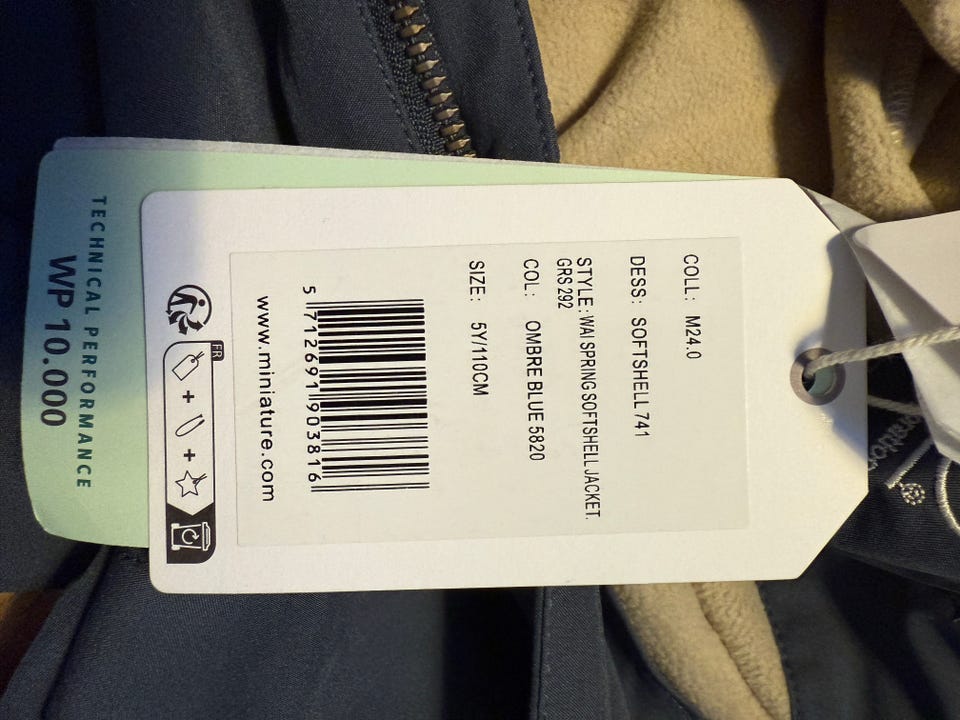 COLL: M24.0
DESS: SOFTSHELL 741
STYLE: WAI SPRING SOFTSHELL JACKET.
GRS 292
COL: OMBRE BLUE 5820
SIZE: 5Y/110CM
5 712691 903816
www.miniature.com
FR
TECHNICAL PERFORMANCE
WP 10.000